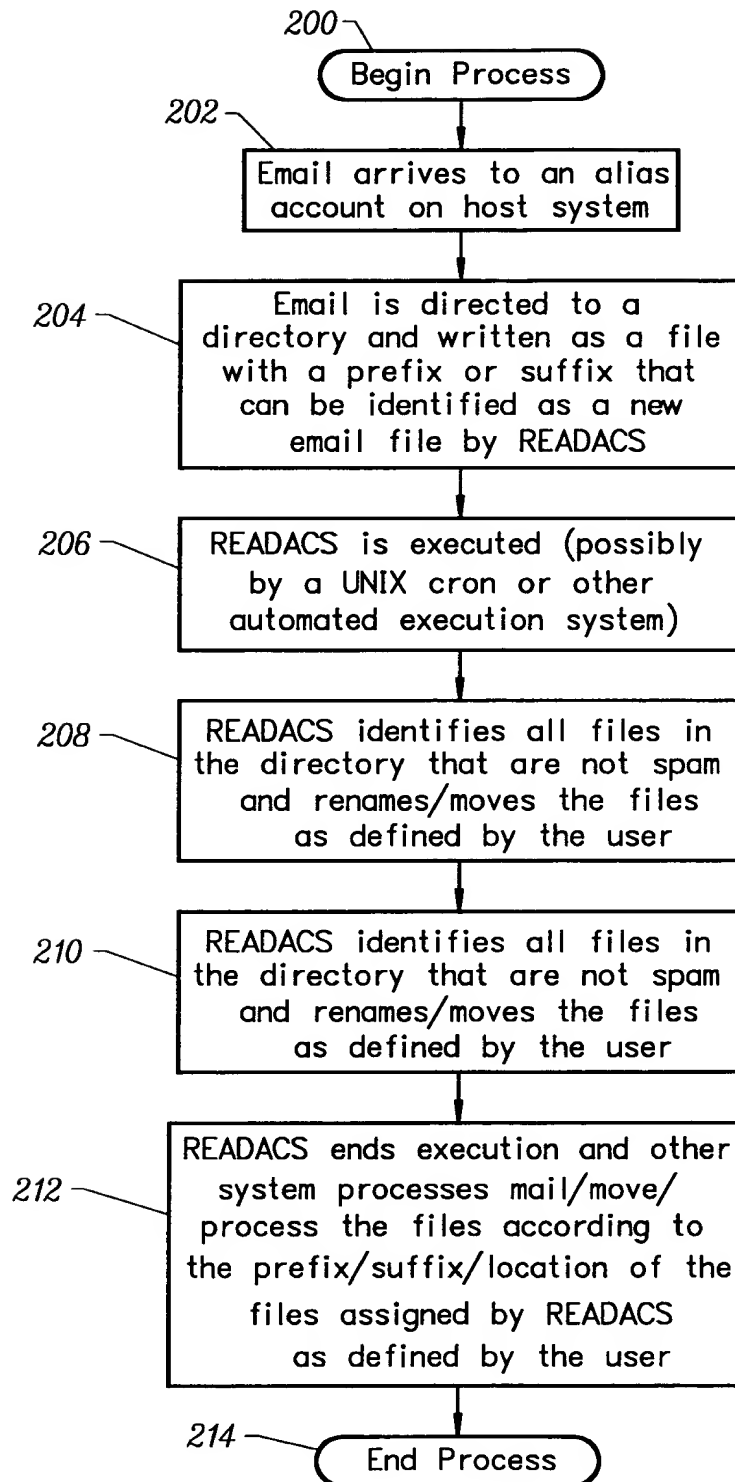 200
Begin Process
202
Email arrives to an alias
account on host system
204
Email is directed to a
directory and written as a file
with a prefix or suffix that
can be identified as a new
email file by READACS
206
READACS is executed (possibly
by a UNIX cron or other
automated execution system)
208
READACS identifies all files in
the directory that are not spam
and renames/moves the files
as defined by the user
210
READACS identifies all files in
the directory that are not spam
and renames/moves the files
as defined by the user
212
READACS ends execution and other
system processes mail/move/
process the files according to
the prefix/suffix/location of the
files assigned by READACS
as defined by the user
214
End Process